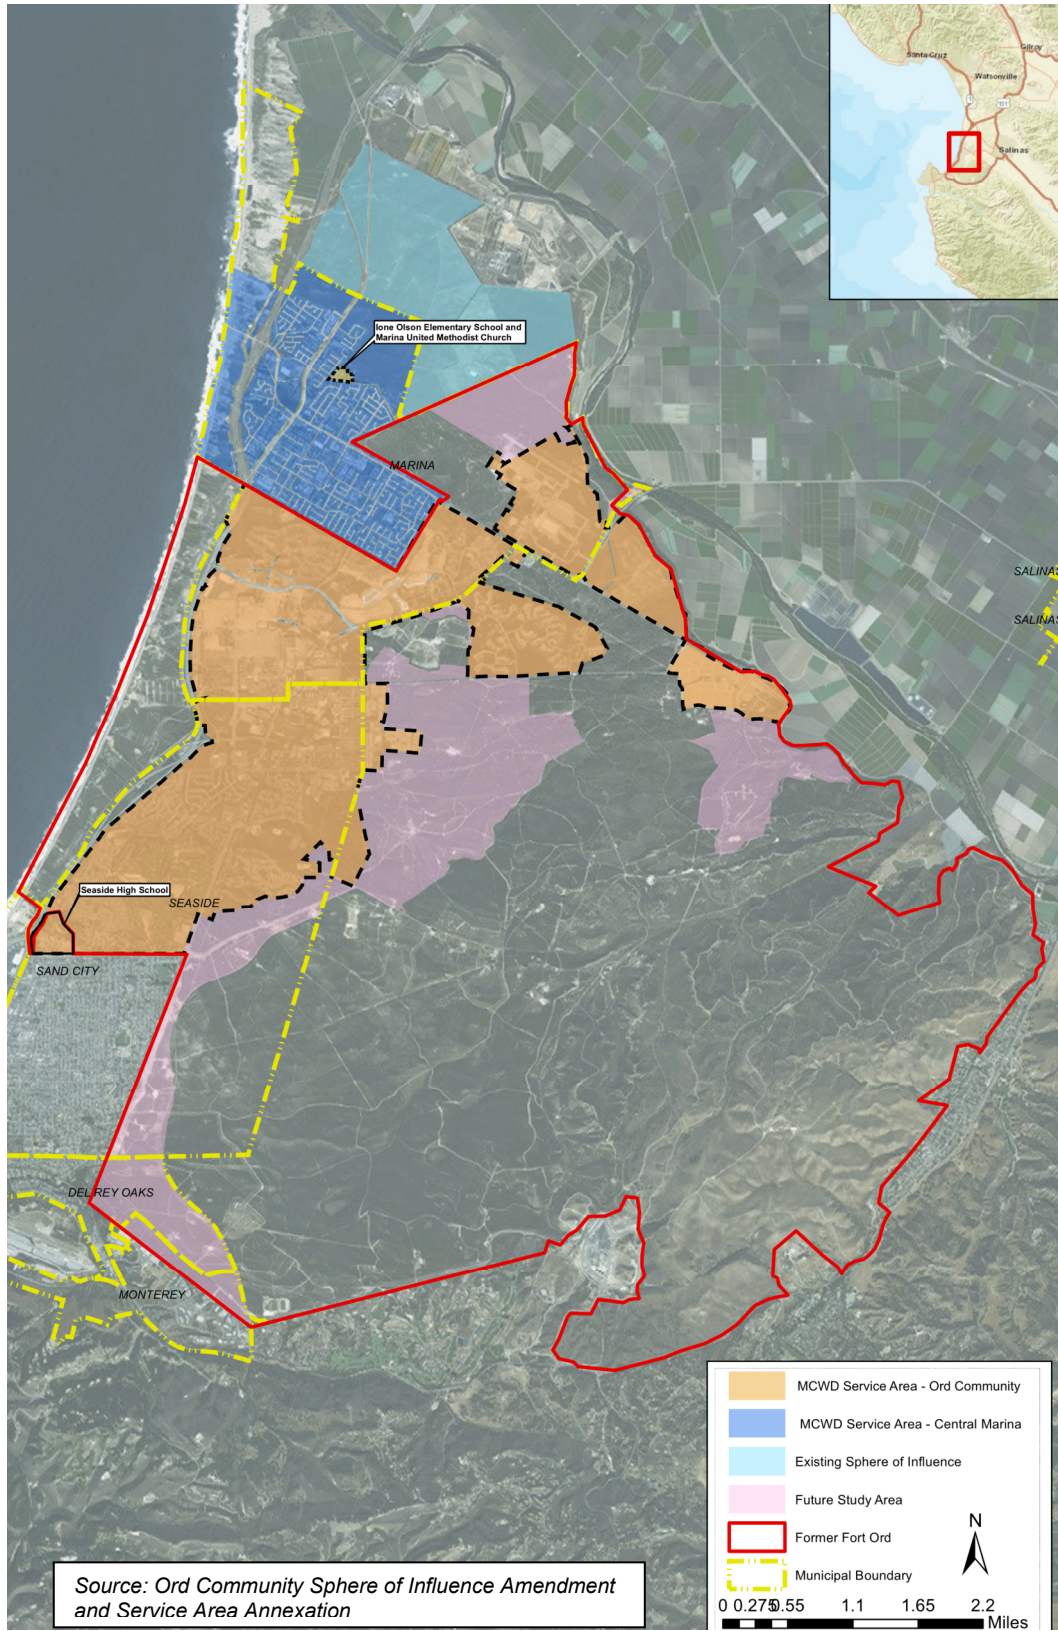 Santa Cruz
Gilroy
Watsonville
1
101
Salinas
Ione Olson Elementary School and
Marina United Methodist Church
MARINA
SALINAS
SALINAS
Seaside High School
SEASIDE
SAND CITY
DEL REY OAKS
MONTEREY
MCWD Service Area - Ord Community
MCWD Service Area - Central Marina
Existing Sphere of Influence
Future Study Area
Former Fort Ord
Municipal Boundary
N
0 0.275 0.55 1.1 1.65 2.2
Miles
Source: Ord Community Sphere of Influence Amendment
and Service Area Annexation